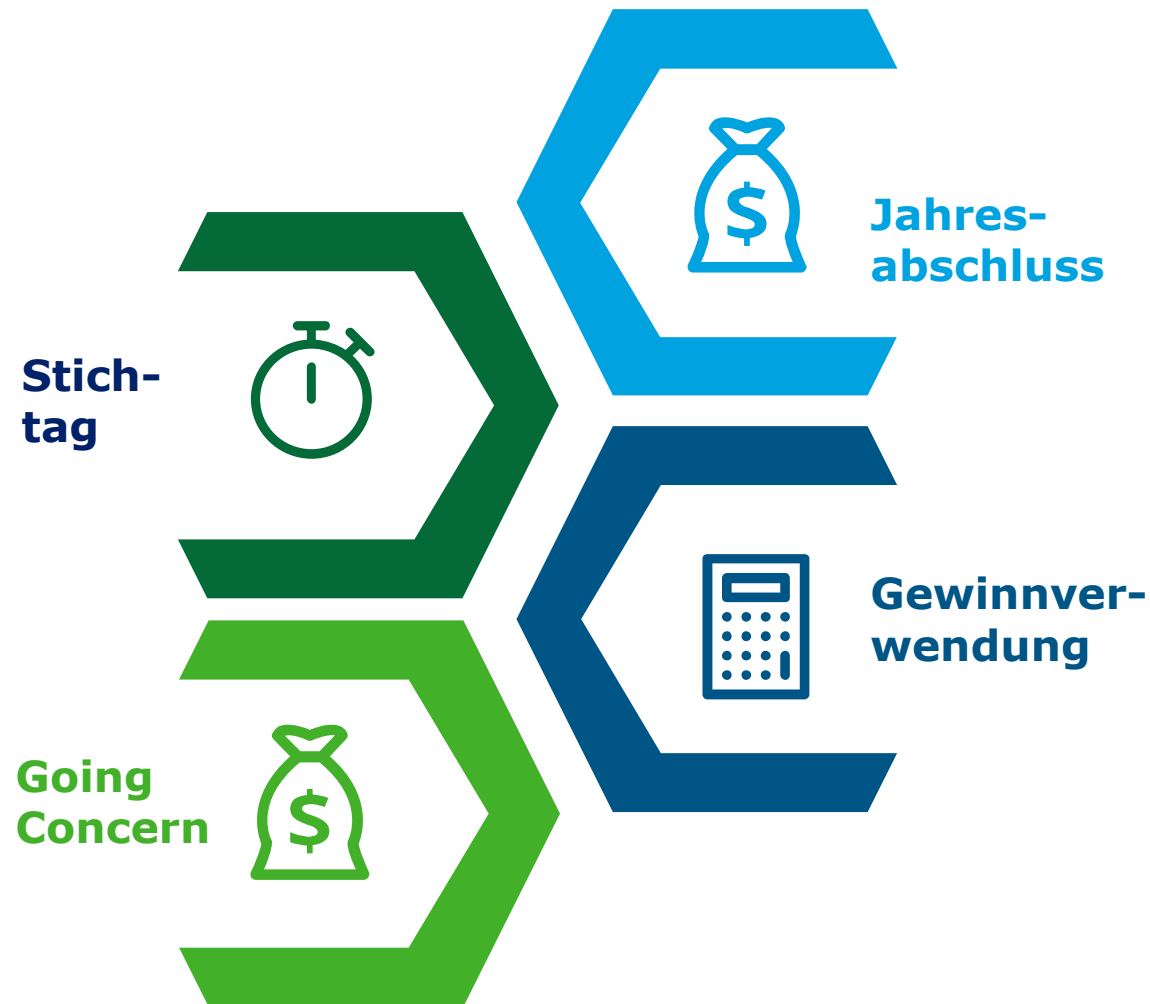 Jahres-
abschluss
Stich-
tag
Gewinnver-
wendung
Going
Concern
$
$